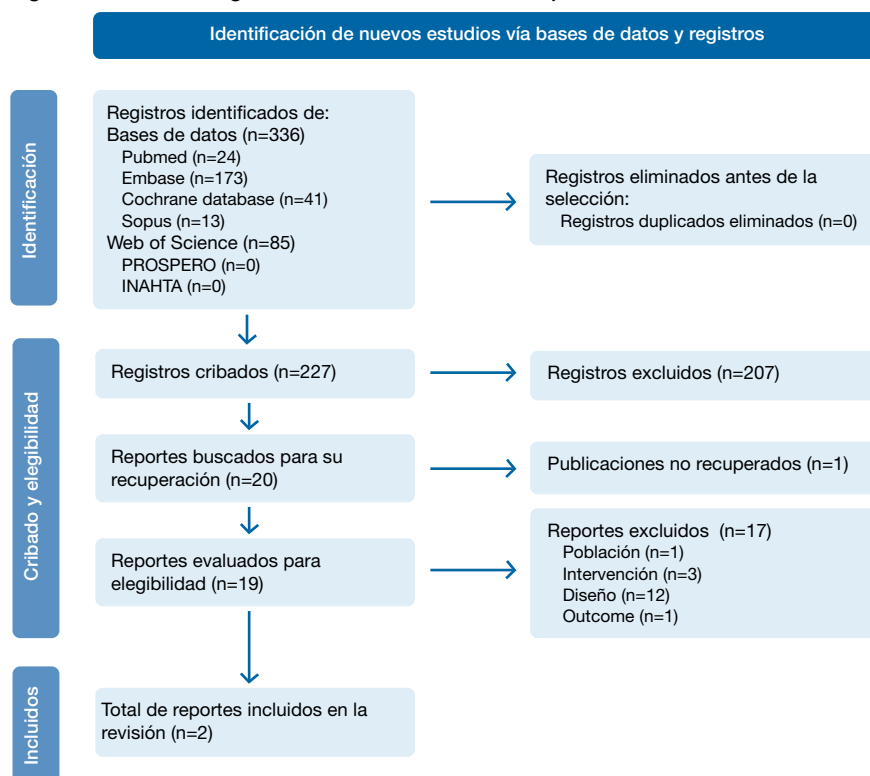 Identificación de nuevos estudios vía bases de datos y registros
Identificación
Registros identificados de:
Bases de datos (n=336)
Pubmed (n=24)
Embase (n=173)
Cochrane database (n=41)
Sopus (n=13)
Web of Science (n=85)
PROSPERO (n=0)
INAHTA (n=0)
Registros eliminados antes de la
selección:
Registros duplicados eliminados (n=0)
Cribado y elegibilidad
Registros cribados (n=227)
Registros excluidos (n=207)
Reportes buscados para su
recuperación (n=20)
Publicaciones no recuperados (n=1)
Reportes evaluados para
elegibilidad (n=19)
Reportes excluidos (n=17)
Población (n=1)
Intervención (n=3)
Diseño (n=12)
Outcome (n=1)
Incluidos
Total de reportes incluidos en la
revisión (n=2)